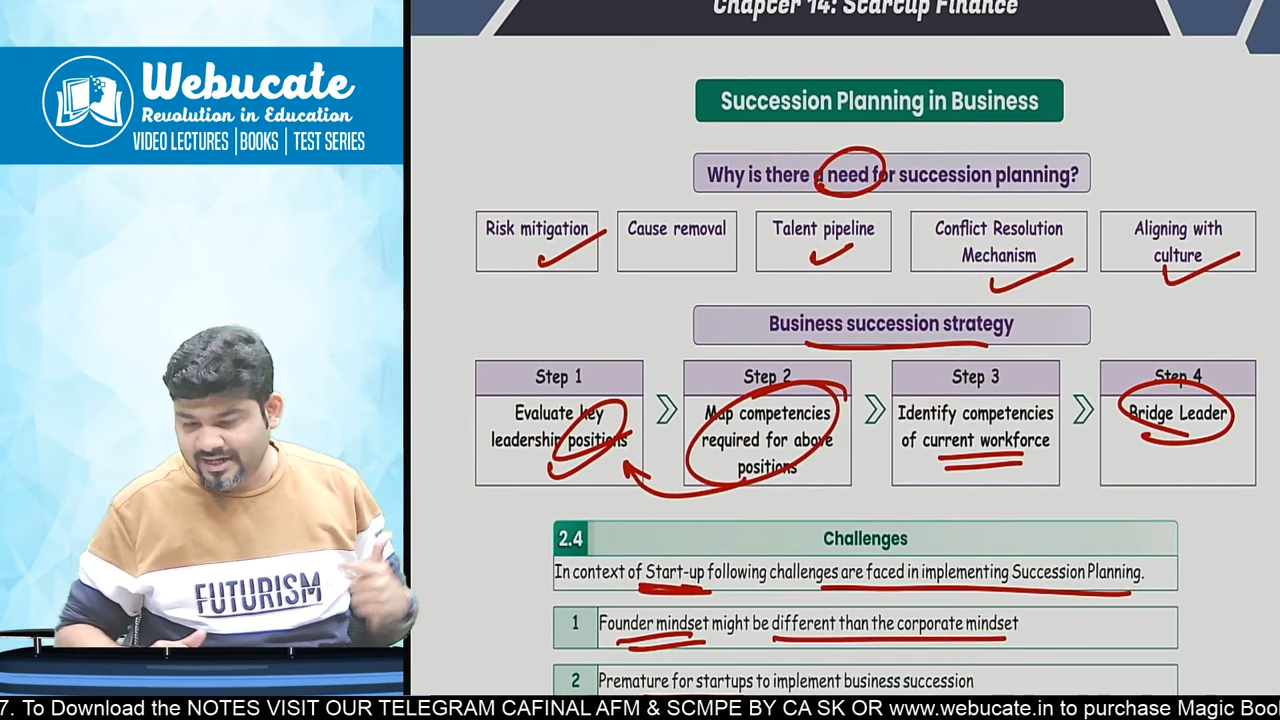 Chapter 14: Startup Finance
Webucate
Revolution in Education
VIDEO LECTURES | BOOKS | TEST SERIES
Succession Planning in Business
Why is there a need for succession planning?
Risk mitigation
Cause removal
Talent pipeline
Conflict Resolution
Mechanism
Aligning with
culture
Business succession strategy
Step 1
Evaluate key
leadership positions
Step 2
Map competencies
required for above
positions
Step 3
Identify competencies
of current workforce
Step 4
Bridge Leader
FUTURISM
2.4 Challenges
In context of Start-up following challenges are faced in implementing Succession Planning.
1 Founder mindset might be different than the corporate mindset
2 Premature for startups to implement business succession
7. To Download the NOTES VISIT OUR TELEGRAM CAFINAL AFM & SCMPE BY CA SK OR www.webucate.in to purchase Magic Boo